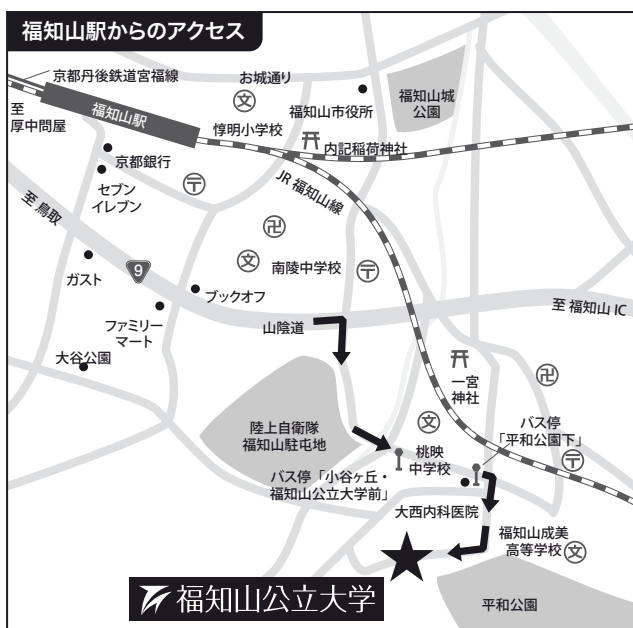 福知山駅からのアクセス
京都丹後鉄道宮福線
お城通り
至
厚中問屋
福知山駅
文
福知山市役所
福知山城
公園
惇明小学校
内記稲荷神社
京都銀行
セブン
イレブン
JR 福知山線
至 鳥取
9
ガスト
文
南陵中学校
ブックオフ
至 福知山 IC
ファミリー
マート
山陰道
大谷公園
一宮
神社
陸上自衛隊
福知山駐屯地
文
バス停
「平和公園下」
桃映
中学校
バス停「小谷ヶ丘・
福知山公立大学前」
大西内科医院
福知山成美
高等学校
文
福知山公立大学
平和公園